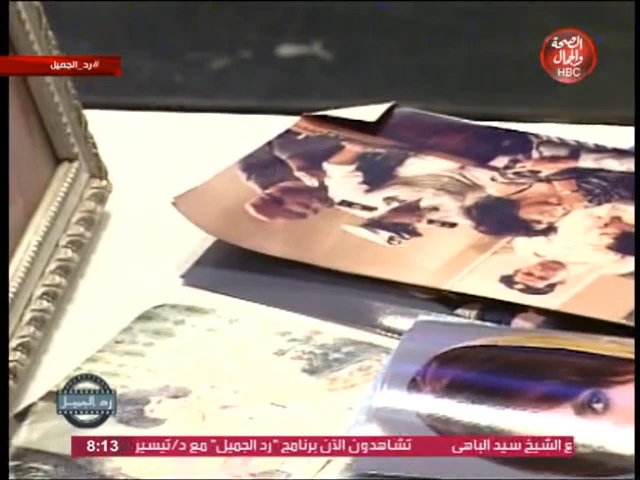 #رد_الجميل
الصحة
والجمال
HBC
رد الجميل
ع الشيخ سيد الباهى تشاهدون الآن برنامج "رد الجميل" مع د/تيسير
8:13